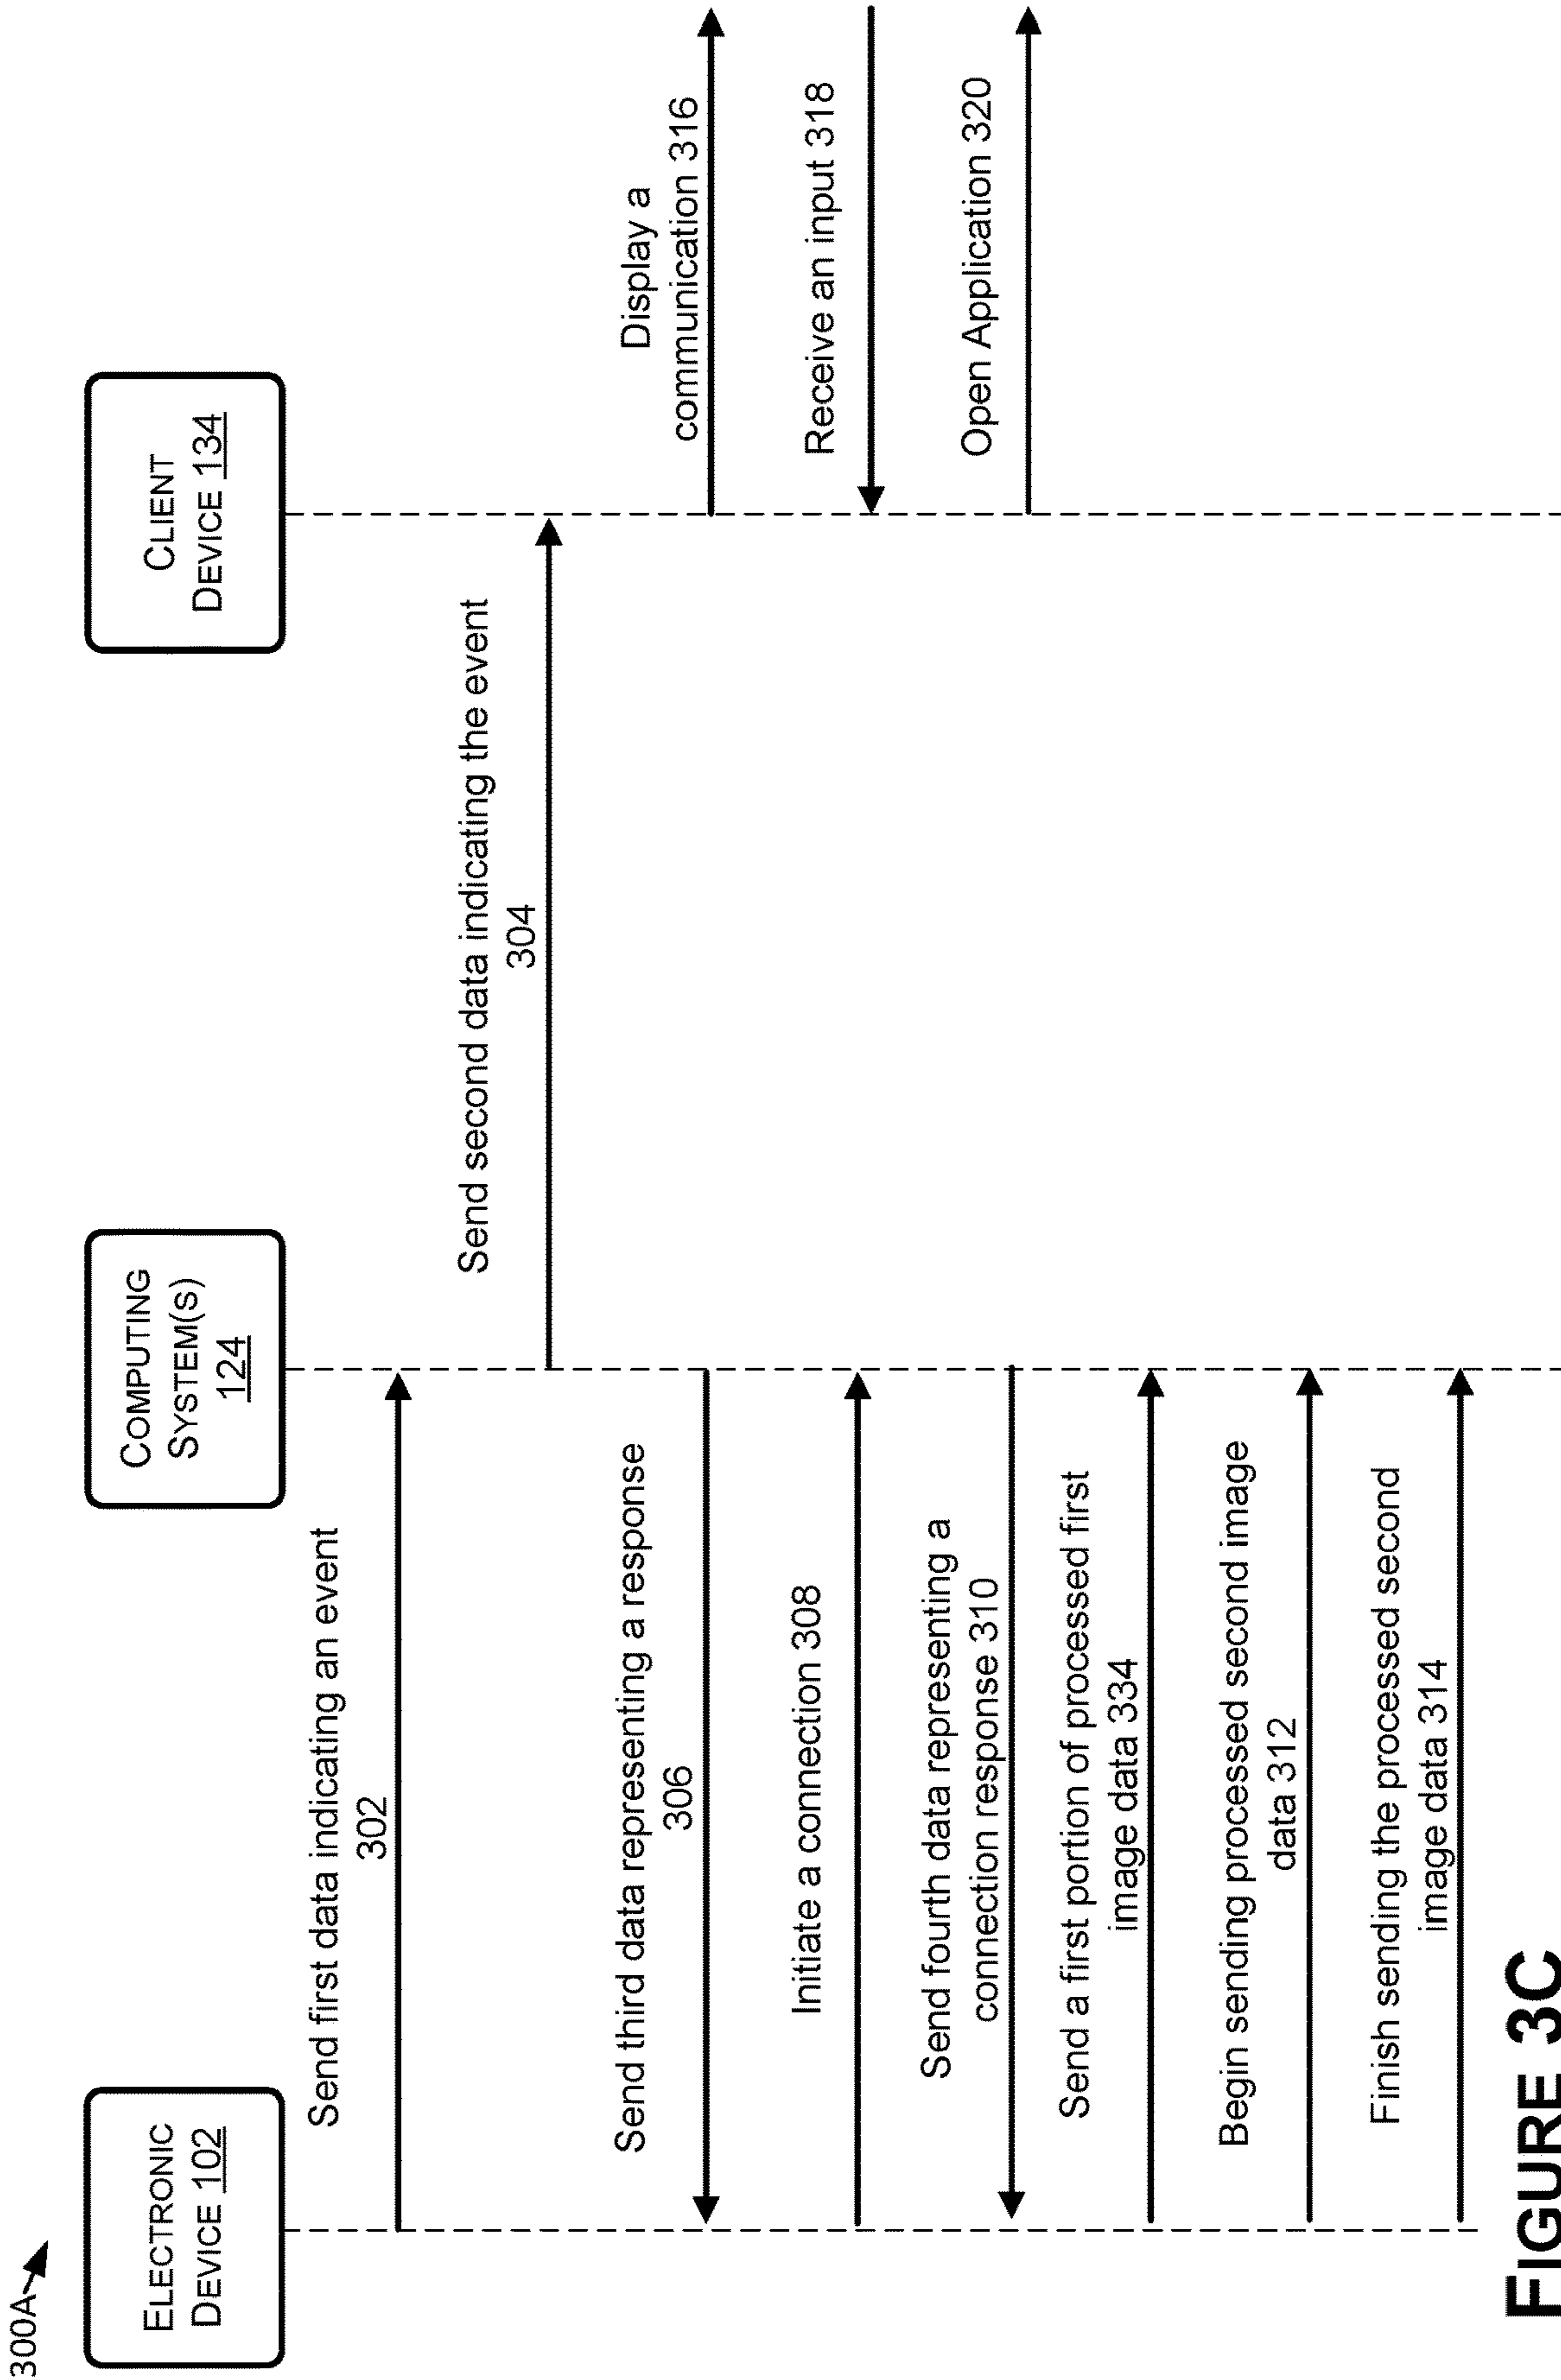 300A
ELECTRONIC
DEVICE 102
COMPUTING
SYSTEM(S)
124
CLIENT
DEVICE 134
Send first data indicating an event
302
Send second data indicating the event
304
Send third data representing a response
306
Display a
communication 316
Initiate a connection 308
Receive an input 318
Send fourth data representing a
connection response 310
Open Application 320
Send a first portion of processed first
image data 334
Begin sending processed second image
data 312
Finish sending the processed second
image data 314
FIGURE 3C